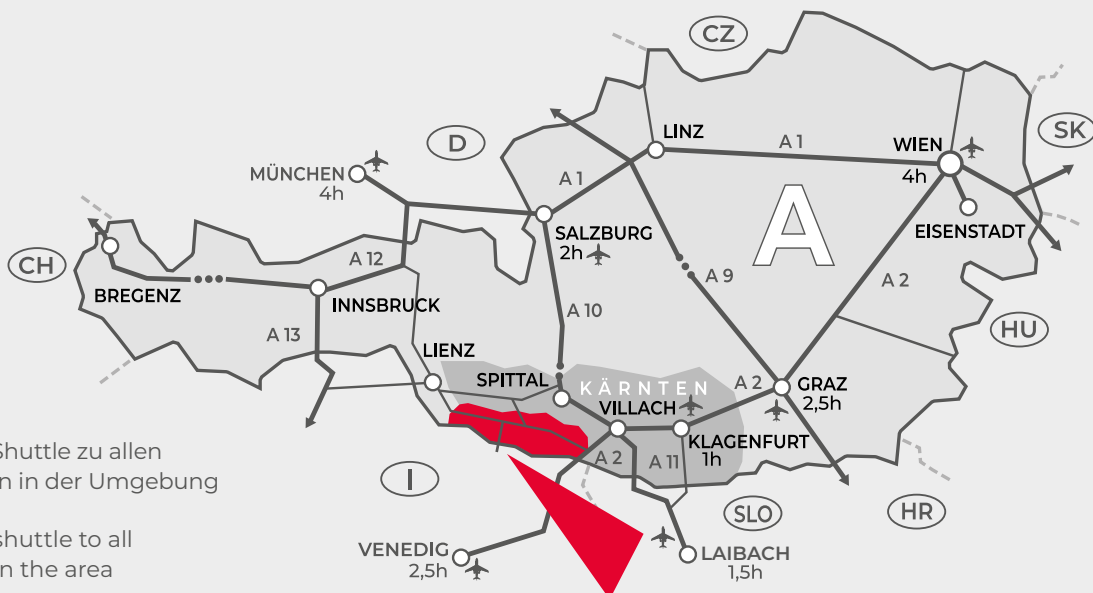 CZ
SK
D
LINZ
A 1
WIEN
4h
MÜNCHEN
4h
A 1
A
EISENSTADT
SALZBURG
2h
CH
A 12
A 9
A 2
BREGENZ
INNSBRUCK
A 10
HU
A 13
LIENZ
SPITTAL
KÄRNTEN
A 2
GRAZ
2,5h
VILLACH
KLAGENFURT
1h
A 2
A 11
Shuttle zu allen
n in der Umgebung
I
SLO
HR
shuttle to all
n the area
VENEDIG
2,5h
LAIBACH
1,5h